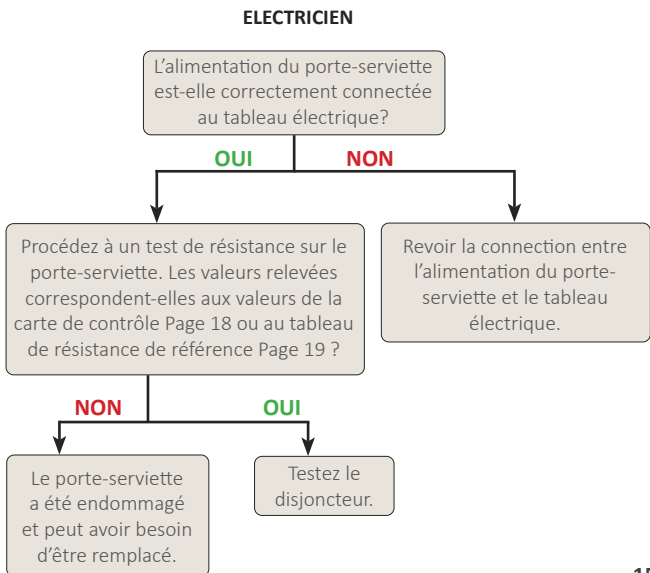 ELECTRICIEN
L'alimentation du porte-serviette
est-elle correctement connectée
au tableau électrique?
OUI
NON
Procédez à un test de résistance sur le
porte-serviette. Les valeurs relevées
correspondent-elles aux valeurs de la
carte de contrôle Page 18 ou au tableau
de résistance de référence Page 19 ?
Revoir la connection entre
l'alimentation du porte-
serviette et le tableau
électrique.
NON
OUI
Le porte-serviette
a été endommagé
et peut avoir besoin
d'être remplacé.
Testez le
disjoncteur.